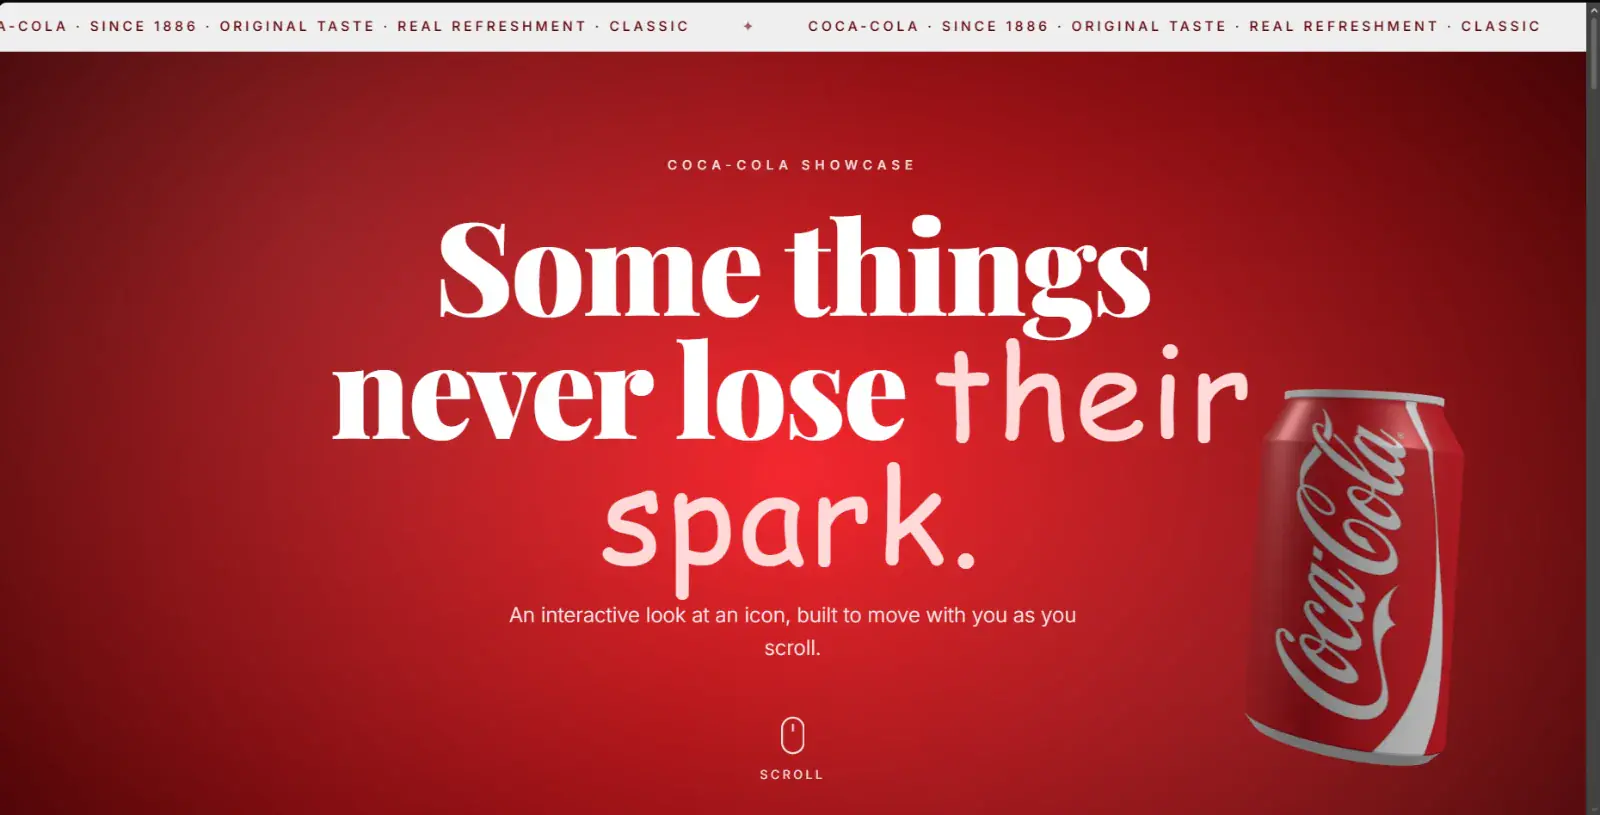 A-COLA · SINCE 1886 · ORIGINAL TASTE · REAL REFRESHMENT · CLASSIC ✦ COCA-COLA · SINCE 1886 · ORIGINAL TASTE · REAL REFRESHMENT · CLASSIC
COCA-COLA SHOWCASE
Some things
never lose their
spark.
An interactive look at an icon, built to move with you as you
scroll.
SCROLL
Coca-Cola